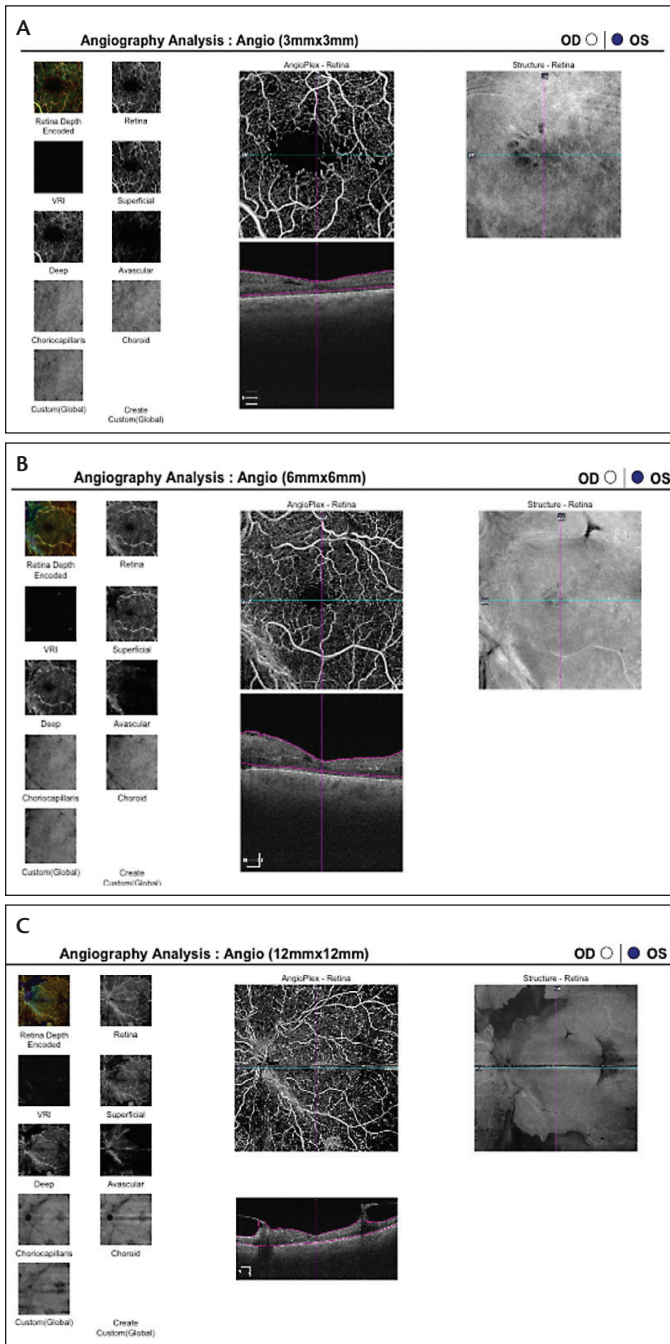 A
Angiography Analysis : Angio (3mmx3mm) OD OS
AngioPlex - Retina Structure - Retina
Retina Depth Encoded Retina
VRI Superficial
Deep Avascular
Choriocapillaris Choroid
Custom(Global) Create Custom(Global)
B
Angiography Analysis : Angio (6mmx6mm) OD OS
AngioPlex - Retina Structure - Retina
Retina Depth Encoded Retina
VRI Superficial
Deep Avascular
Choriocapillaris Choroid
Custom(Global) Create Custom(Global)
C
Angiography Analysis : Angio (12mmx12mm) OD OS
AngioPlex - Retina Structure - Retina
Retina Depth Encoded Retina
VRI Superficial
Deep Avascular
Choriocapillaris Choroid
Custom(Global) Create Custom(Global)